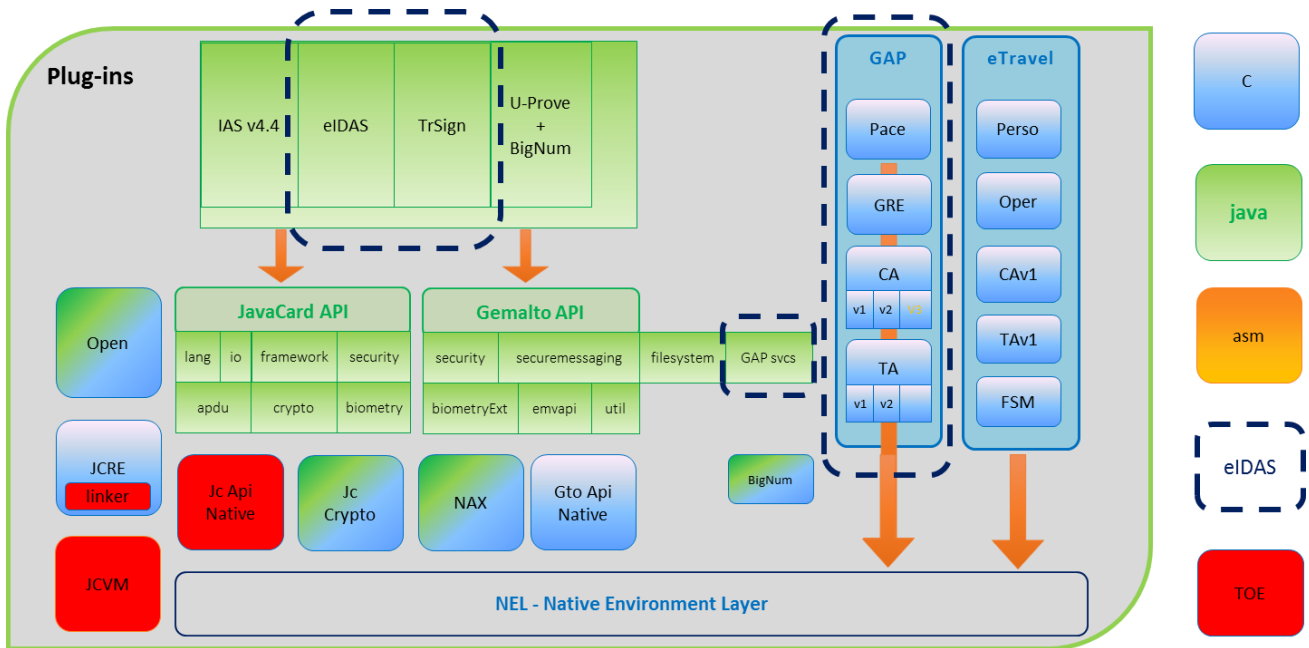 Plug-ins
IAS v4.4
eIDAS
TrSign
U-Prove
+
BigNum
GAP
Pace
GRE
CA
v1 v2 v3
TA
v1 v2
eTravel
Perso
Oper
CAv1
TAv1
FSM
Open
JavaCard API
lang io framework security
apdu crypto biometry
Gemalto API
security securemessaging filesystem GAP svcs
biometryExt emvapi util
JCRE
linker
Jc Api
Native
Jc
Crypto
NAX
Gto Api
Native
BigNum
JCVM
NEL - Native Environment Layer
C
java
asm
eIDAS
TOE